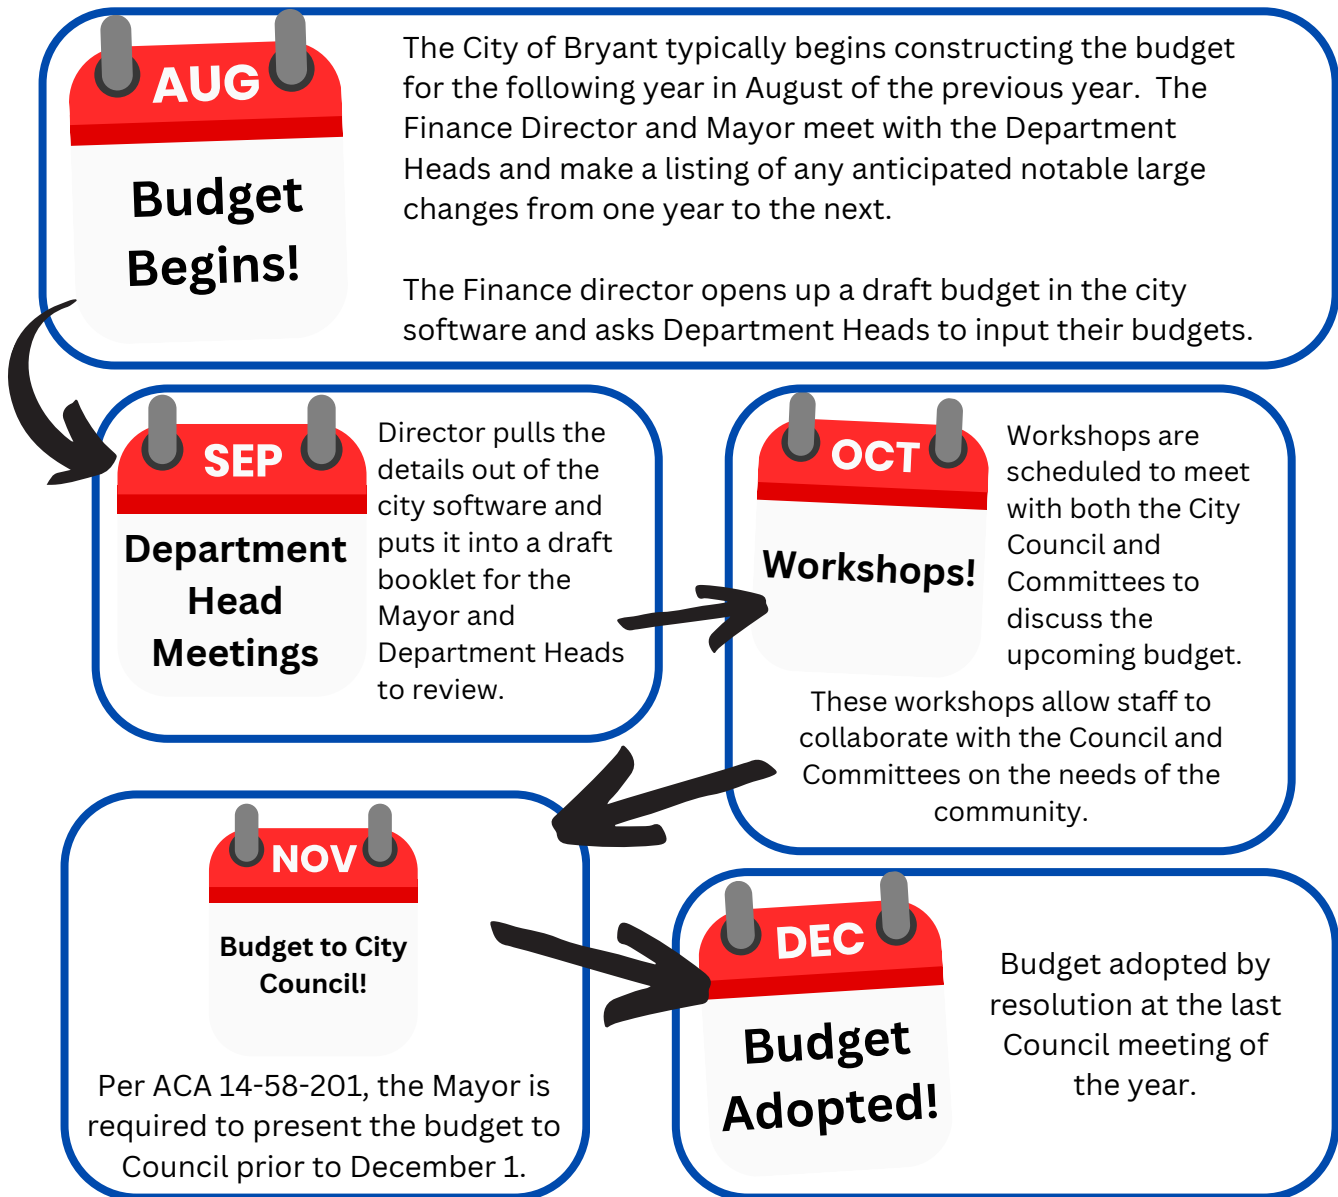 AUG
Budget
Begins!
The City of Bryant typically begins constructing the budget
for the following year in August of the previous year.  The
Finance Director and Mayor meet with the Department
Heads and make a listing of any anticipated notable large
changes from one year to the next.
The Finance director opens up a draft budget in the city
software and asks Department Heads to input their budgets.
SEP
Department
Head
Meetings
Director pulls the
details out of the
city software and
puts it into a draft
booklet for the
Mayor and
Department Heads
to review.
OCT
Workshops!
Workshops are
scheduled to meet
with both the City
Council and
Committees to
discuss the
upcoming budget.
These workshops allow staff to
collaborate with the Council and
Committees on the needs of the
community.
NOV
Budget to City
Council!
Per ACA 14-58-201, the Mayor is
required to present the budget to
Council prior to December 1.
DEC
Budget
Adopted!
Budget adopted by
resolution at the last
Council meeting of
the year.